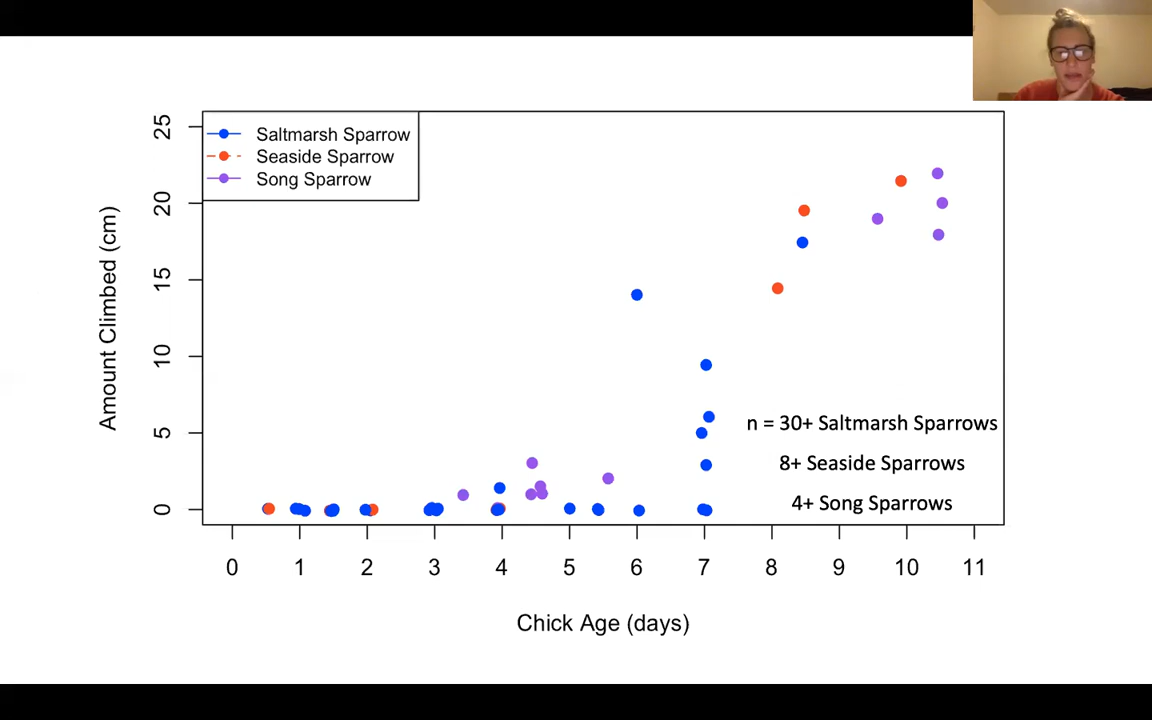 Saltmarsh Sparrow
Seaside Sparrow
Song Sparrow
25
20
15
10
5
0
Amount Climbed (cm)
n = 30+ Saltmarsh Sparrows
8+ Seaside Sparrows
4+ Song Sparrows
0 1 2 3 4 5 6 7 8 9 10 11
Chick Age (days)